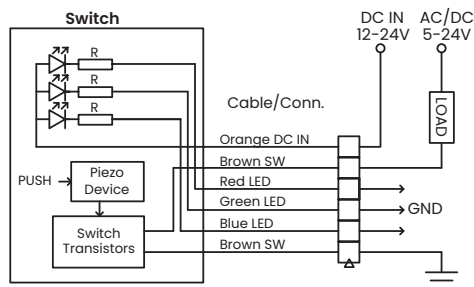 Switch
DC IN
12-24V
AC/DC
5-24V
R
R
R
Cable/Conn.
LOAD
Orange DC IN
Brown SW
PUSH
Piezo
Device
Red LED
Green LED
GND
Blue LED
Switch
Transistors
Brown SW